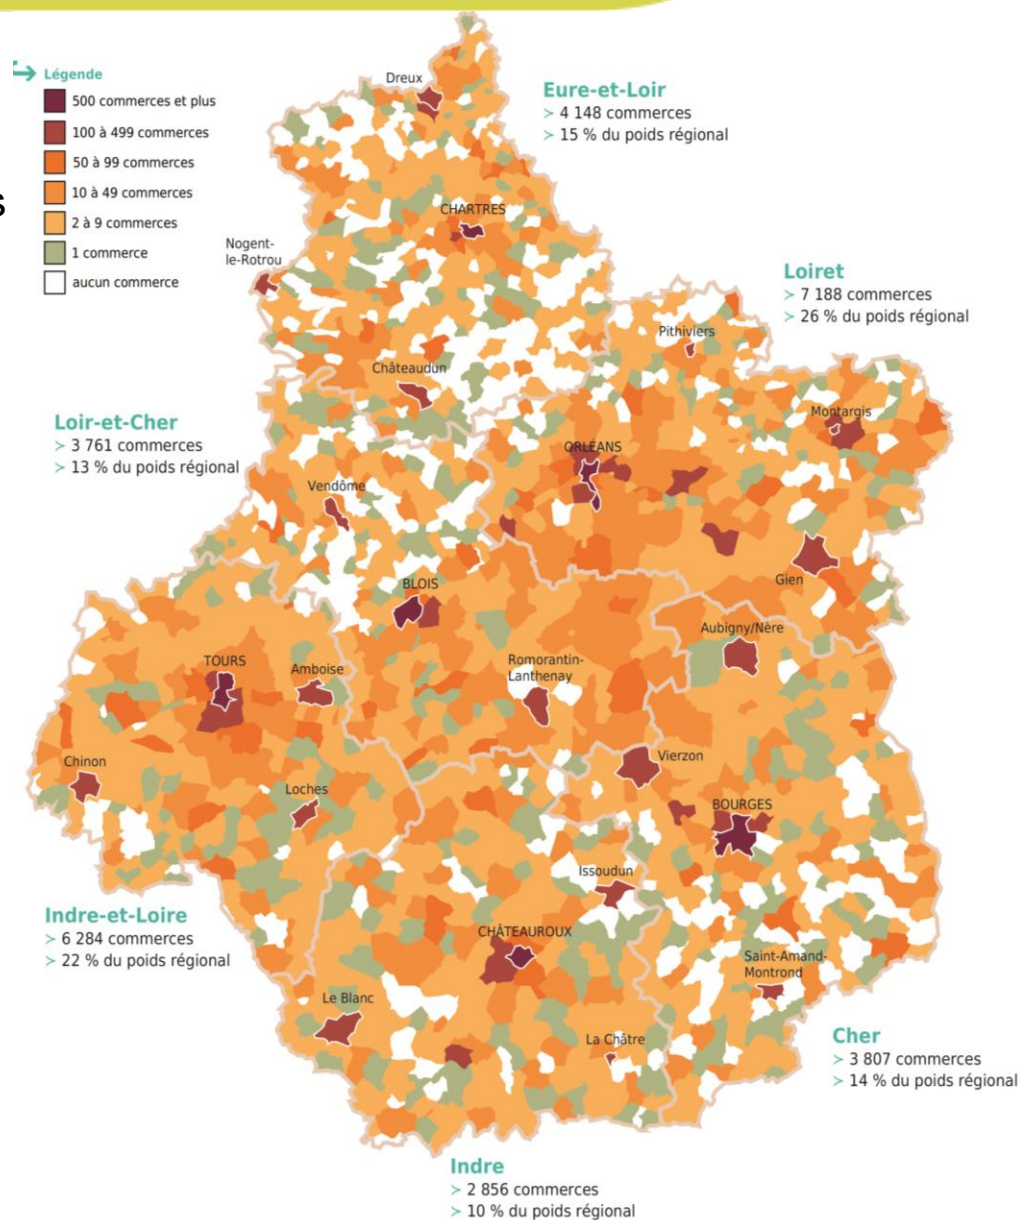 Légende
500 commerces et plus
100 à 499 commerces
50 à 99 commerces
10 à 49 commerces
2 à 9 commerces
1 commerce
aucun commerce
s
Dreux
Eure-et-Loir
> 4 148 commerces
> 15 % du poids régional
CHARTRES
Nogent-
le-Rotrou
Loiret
> 7 188 commerces
> 26 % du poids régional
Pithiviers
Châteaudun
Loir-et-Cher
> 3 761 commerces
> 13 % du poids régional
Montargis
ORLÉANS
Vendôme
Gien
BLOIS
Aubigny/Nère
TOURS
Amboise
Romorantin-
Lanthenay
Chinon
Vierzon
Loches
BOURGES
Issoudun
Indre-et-Loire
> 6 284 commerces
> 22 % du poids régional
CHÂTEAUROUX
Saint-Amand-
Montrond
Le Blanc
La Châtre
Cher
> 3 807 commerces
> 14 % du poids régional
Indre
> 2 856 commerces
> 10 % du poids régional